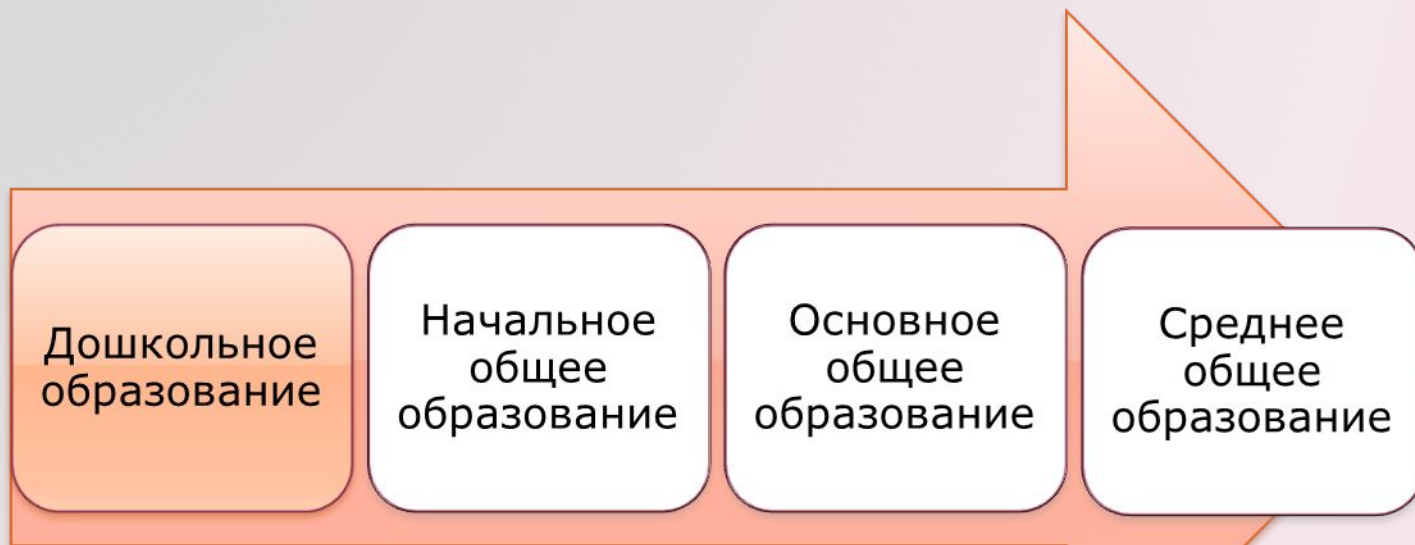 Дошкольное
образование
Начальное
общее
образование
Основное
общее
образование
Среднее
общее
образование